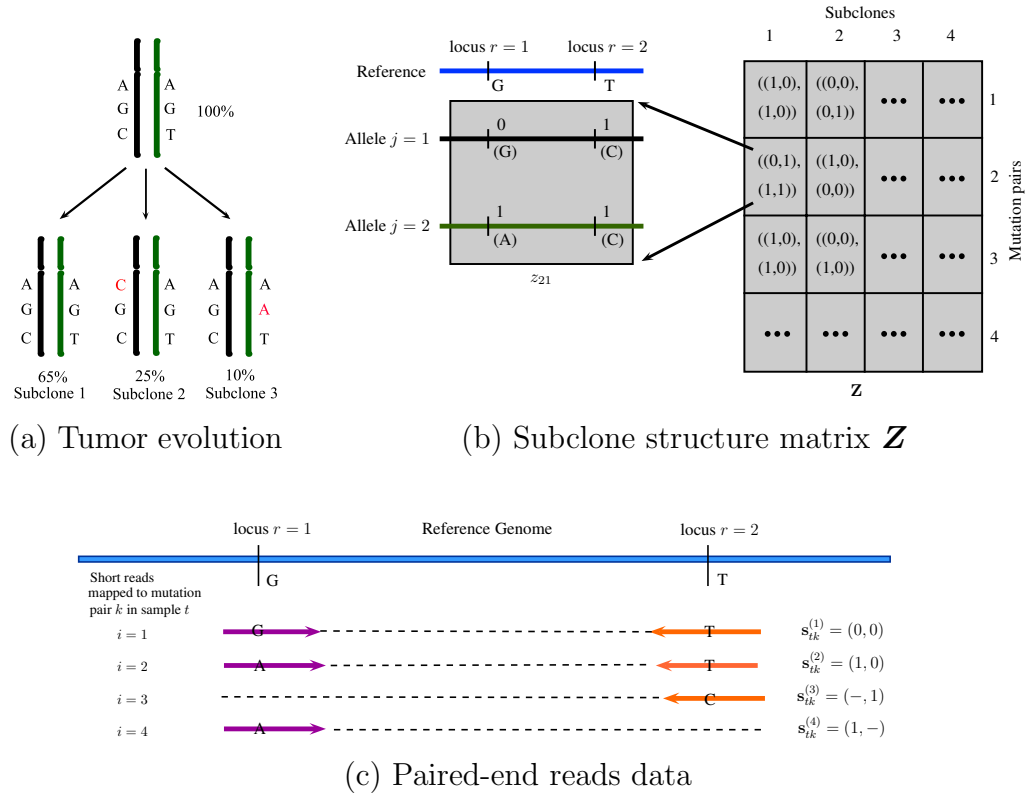 A A
G G 100%
C T
A A C A A A
G G G G G A
C T C T C T
65% 25% 10%
Subclone 1 Subclone 2 Subclone 3
(a) Tumor evolution
locus r = 1 locus r = 2
Reference
G T
Allele j = 1
0 1
(G) (C)
Allele j = 2
1 1
(A) (C)
z21
Subclones
1 2 3 4
((1,0), ((0,0),
(1,0)) (0,1)) ••• ••• 1
((0,1), ((1,0),
(1,1)) (0,0)) ••• ••• 2
((1,0), ((0,0),
(1,0)) (1,0)) ••• ••• 3
••• ••• ••• ••• 4
Mutation pairs
Z
(b) Subclone structure matrix Z
locus r = 1 Reference Genome locus r = 2
G T
Short reads
mapped to mutation
pair k in sample t
i = 1 G T s_{tk}^{(1)} = (0, 0)
i = 2 A T s_{tk}^{(2)} = (1, 0)
i = 3 C s_{tk}^{(3)} = (−, 1)
i = 4 A s_{tk}^{(4)} = (1, −)
(c) Paired-end reads data